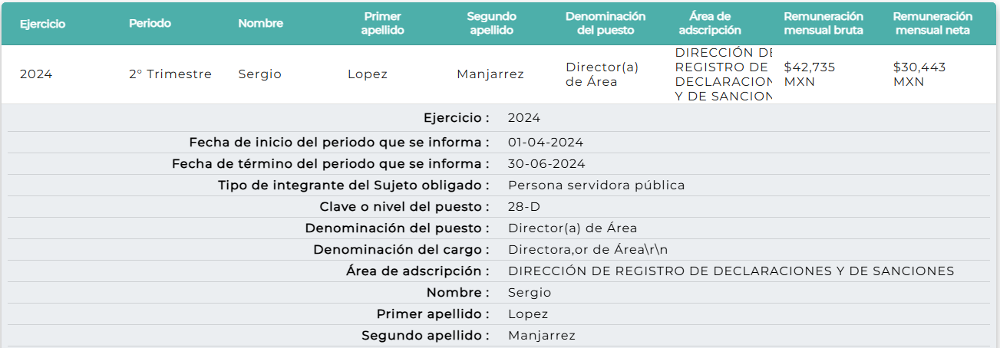 Ejercicio
Periodo
Nombre
Primer
apellido
Segundo
apellido
Denominación
del puesto
Área de
adscripción
Remuneración
mensual bruta
Remuneración
mensual neta
2024
2° Trimestre
Sergio
Lopez
Manjarrez
Director(a)
de Área
DIRECCIÓN DE
REGISTRO DE
DECLARACION
Y DE SANCION
$42,735
MXN
$30,443
MXN
Ejercicio : 2024
Fecha de inicio del periodo que se informa : 01-04-2024
Fecha de término del periodo que se informa : 30-06-2024
Tipo de integrante del Sujeto obligado : Persona servidora pública
Clave o nivel del puesto : 28-D
Denominación del puesto : Director(a) de Área
Denominación del cargo : Directora,or de Área\r\n
Área de adscripción : DIRECCIÓN DE REGISTRO DE DECLARACIONES Y DE SANCIONES
Nombre : Sergio
Primer apellido : Lopez
Segundo apellido : Manjarrez